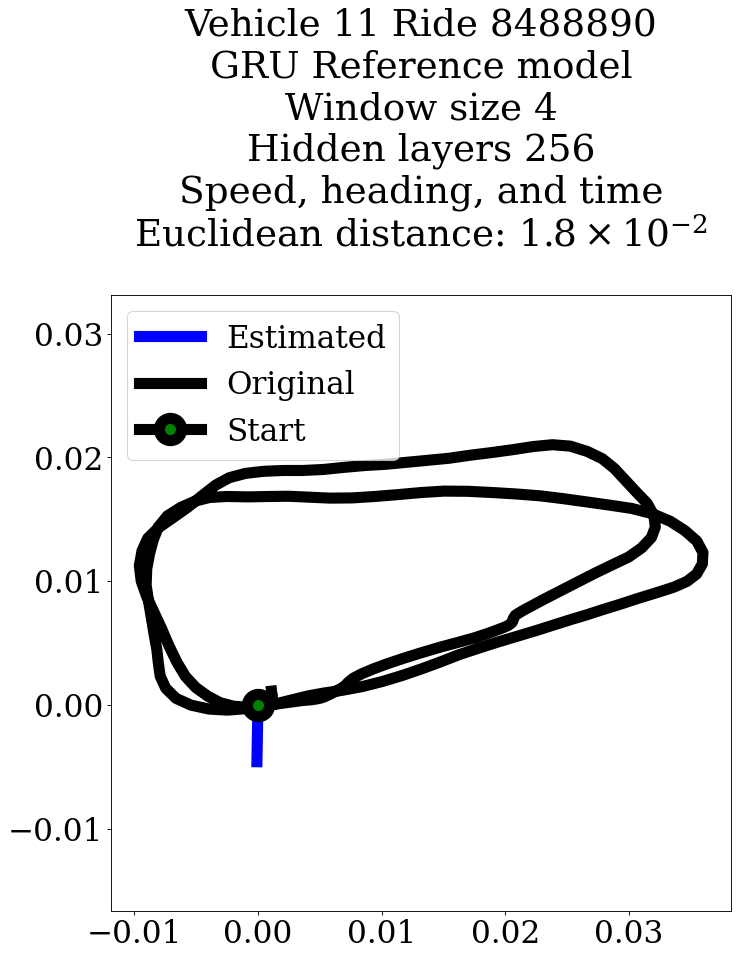 Vehicle 11 Ride 8488890
GRU Reference model
Window size 4
Hidden layers 256
Speed, heading, and time
Euclidean distance: 1.8 × 10⁻²
Estimated
Original
Start
0.03
0.02
0.01
0.00
−0.01
−0.01 0.00 0.01 0.02 0.03